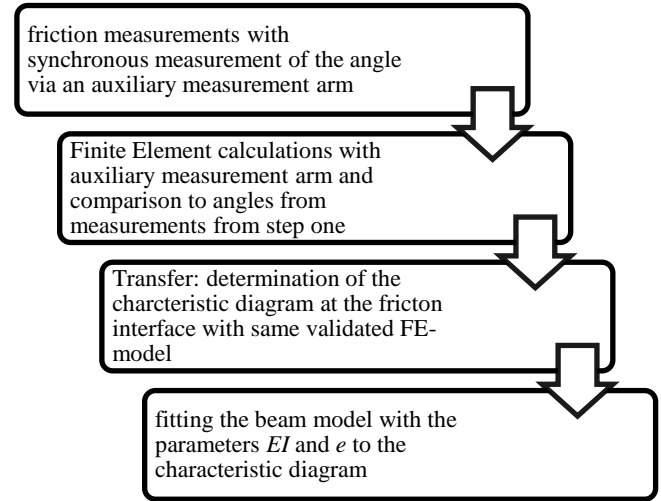 friction measurements with
synchronous measurement of the angle
via an auxiliary measurement arm
Finite Element calculations with
auxiliary measurement arm and
comparison to angles from
measurements from step one
Transfer: determination of the
charcteristic diagram at the fricton
interface with same validated FE-
model
fitting the beam model with the
parameters EI and e to the
characteristic diagram